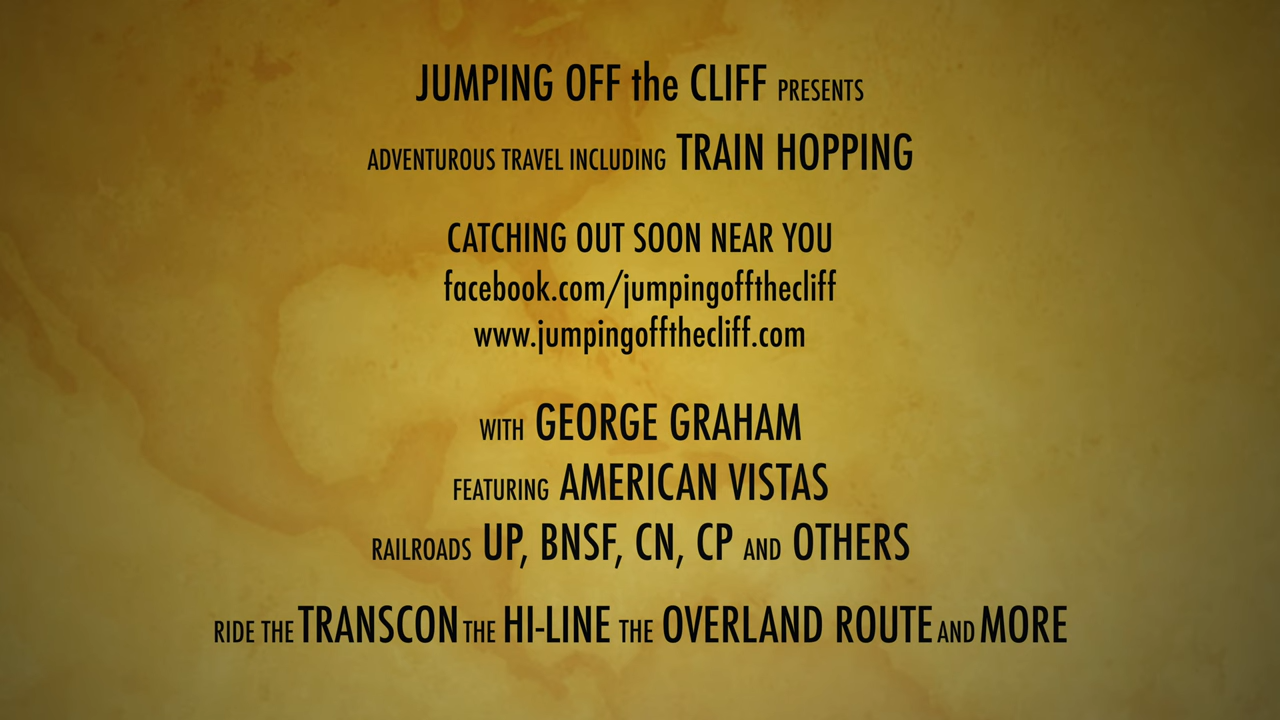 JUMPING OFF the CLIFF PRESENTS
ADVENTUROUS TRAVEL INCLUDING TRAIN HOPPING
CATCHING OUT SOON NEAR YOU
facebook.com/jumpingoffthecliff
www.jumpingoffthecliff.com
WITH GEORGE GRAHAM
FEATURING AMERICAN VISTAS
RAILROADS UP, BNSF, CN, CP AND OTHERS
RIDE THE TRANSCON THE HI-LINE THE OVERLAND ROUTE AND MORE